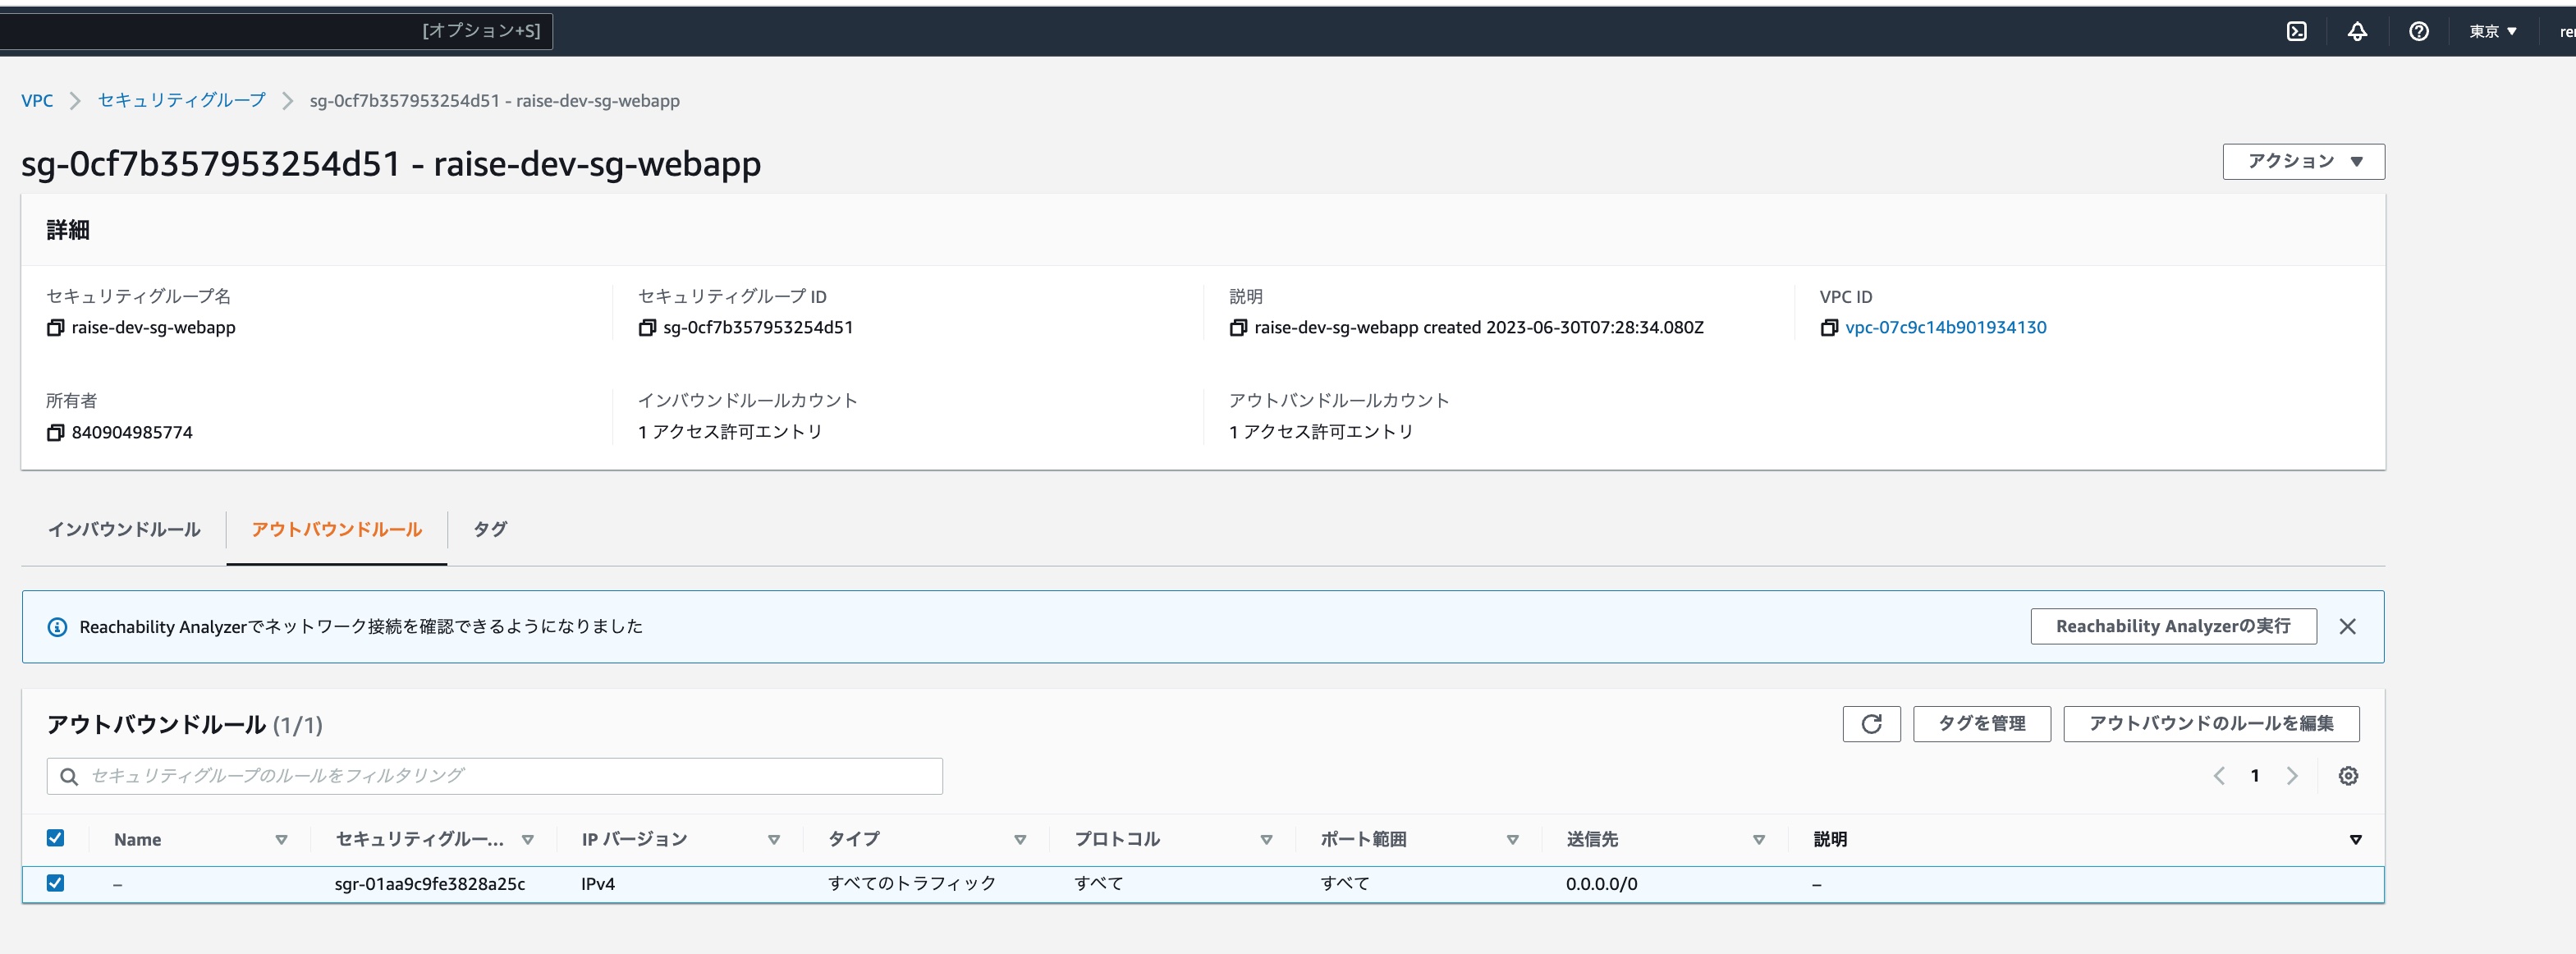 [オプション+S] 東京
VPC セキュリティグループ sg-0cf7b357953254d51 - raise-dev-sg-webapp
sg-0cf7b357953254d51 - raise-dev-sg-webapp アクション
詳細
セキュリティグループ名 セキュリティグループ ID 説明 VPC ID
raise-dev-sg-webapp sg-0cf7b357953254d51 raise-dev-sg-webapp created 2023-06-30T07:28:34.080Z vpc-07c9c14b901934130
所有者 インバウンドルールカウント アウトバンドルールカウント
840904985774 1 アクセス許可エントリ 1 アクセス許可エントリ
インバウンドルール アウトバウンドルール タグ
Reachability Analyzerでネットワーク接続を確認できるようになりました Reachability Analyzerの実行
アウトバウンドルール (1/1) タグを管理 アウトバウンドのルールを編集
セキュリティグループのルールをフィルタリング 1
Name セキュリティグルー... IP バージョン タイプ プロトコル ポート範囲 送信先 説明
– sgr-01aa9c9fe3828a25c IPv4 すべてのトラフィック すべて すべて 0.0.0.0/0 –